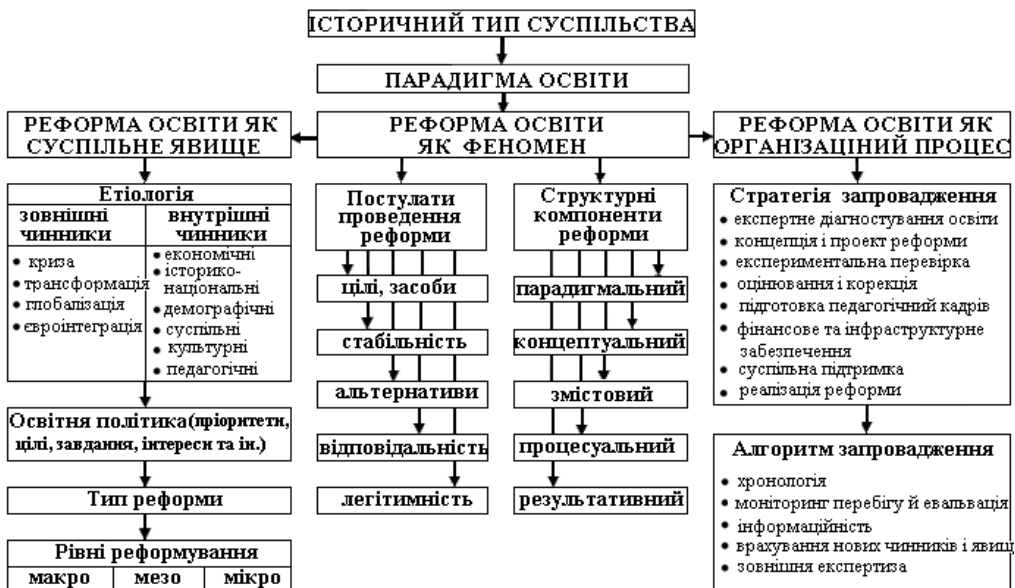 ІСТОРИЧНИЙ ТИП СУСПІЛЬСТВА
ПАРАДИГМА ОСВІТИ
РЕФОРМА ОСВІТИ ЯК
СУСПІЛЬНЕ ЯВИЩЕ
РЕФОРМА ОСВІТИ
ЯК ФЕНОМЕН
РЕФОРМА ОСВІТИ ЯК
ОРГАНІЗАЦІНИЙ ПРОЦЕС
Етіологія
зовнішні
чинники
внутрішні
чинники
криза
трансформація
глобалізація
євроінтеграція
економічні
історико-
національні
демографічні
суспільні
культурні
педагогічні
Освітня політика(пріоритети,
цілі, завдання, інтереси та ін.)
Тип реформи
Рівні реформування
макро
мезо
мікро
Постулати
проведення
реформи
цілі, засоби
стабільність
альтернативи
відповідальність
легітимність
Структурні
компоненти
реформи
парадигмальний
концептуальний
змістовий
процесуальний
результативний
Стратегія запровадження
експертне діагностування освіти
концепція і проект реформи
експериментальна перевірка
оцінювання і корекція
підготовка педагогічний кадрів
фінансове та інфраструктурне
забезпечення
суспільна підтримка
реалізація реформи
Алгоритм запровадження
хронологія
моніторинг перебігу й евальвація
інформаційність
врахування нових чинників і явищ
зовнішня експертиза